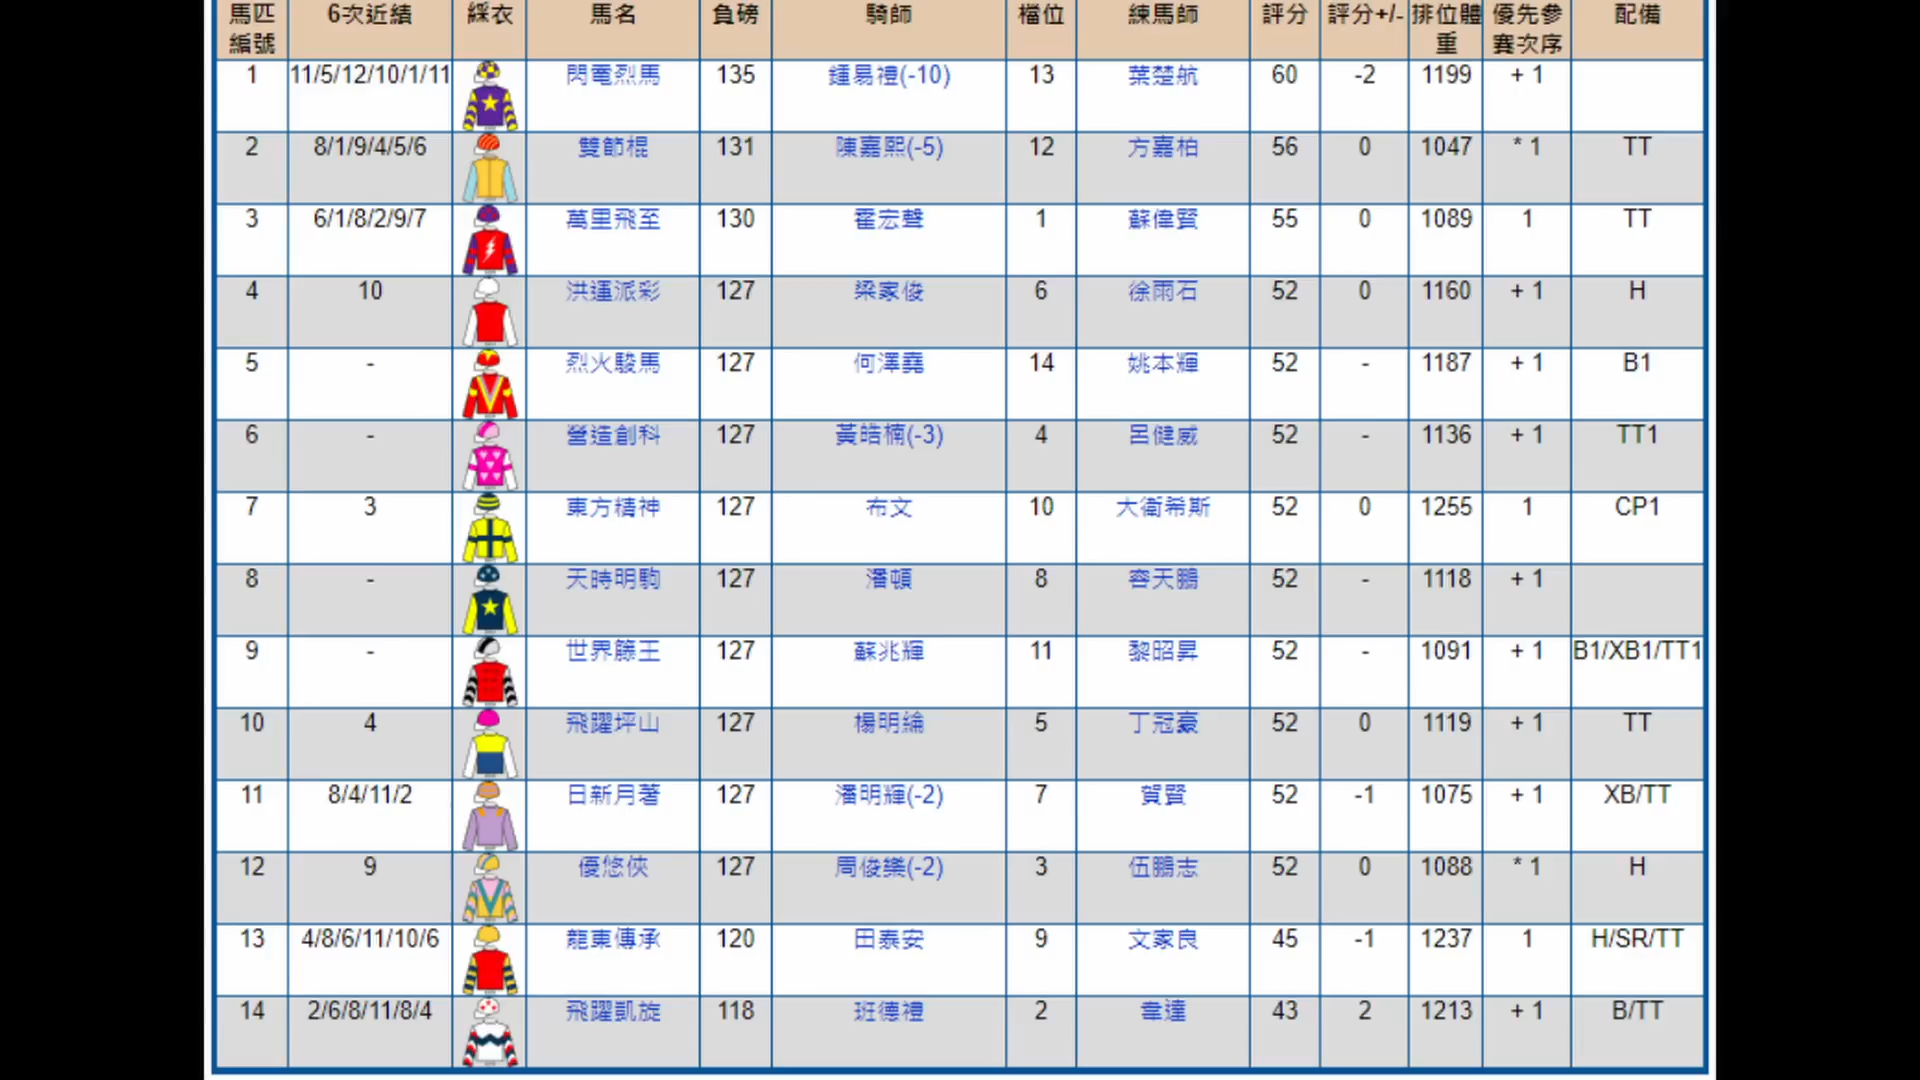 馬匹編號 6次近績 綵衣 馬名 負磅 騎師 檔位 練馬師 評分 評分+/- 排位體重 優先參賽次序 配備
1 11/5/12/10/1/11 閃電烈馬 135 鍾易禮(-10) 13 葉楚航 60 -2 1199 + 1
2 8/1/9/4/5/6 雙節棍 131 陳嘉熙(-5) 12 方嘉柏 56 0 1047 * 1 TT
3 6/1/8/2/9/7 萬里飛至 130 霍宏聲 1 蘇偉賢 55 0 1089 1 TT
4 10 洪運派彩 127 梁家俊 6 徐雨石 52 0 1160 + 1 H
5 - 烈火駿馬 127 何澤堯 14 姚本輝 52 - 1187 + 1 B1
6 - 營造創科 127 黃皓楠(-3) 4 呂健威 52 - 1136 + 1 TT1
7 3 東方精神 127 布文 10 大衛希斯 52 0 1255 1 CP1
8 - 天時明駒 127 潘頓 8 容天鵬 52 - 1118 + 1
9 - 世界籐王 127 蘇兆輝 11 黎昭昇 52 - 1091 + 1 B1/XB1/TT1
10 4 飛躍坪山 127 楊明綸 5 丁冠豪 52 0 1119 + 1 TT
11 8/4/11/2 日新月著 127 潘明輝(-2) 7 賀賢 52 -1 1075 + 1 XB/TT
12 9 優悠俠 127 周俊樂(-2) 3 伍鵬志 52 0 1088 * 1 H
13 4/8/6/11/10/6 龍東傳承 120 田泰安 9 文家良 45 -1 1237 1 H/SR/TT
14 2/6/8/11/8/4 飛躍凱旋 118 班德禮 2 韋達 43 2 1213 + 1 B/TT